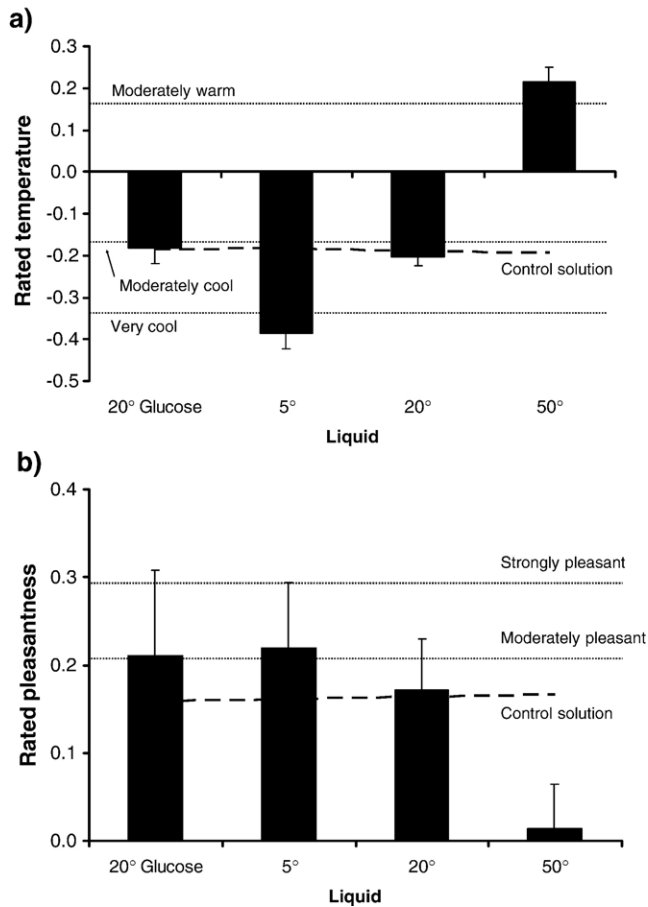 a)
Rated temperature
0.3
0.2
0.1
0.0
-0.1
-0.2
-0.3
-0.4
-0.5
Moderately warm
Moderately cool
Control solution
Very cool
20° Glucose 5° 20° 50°
Liquid
b)
Rated pleasantness
0.4
0.3
0.2
0.1
0.0
Strongly pleasant
Moderately pleasant
Control solution
20° Glucose 5° 20° 50°
Liquid